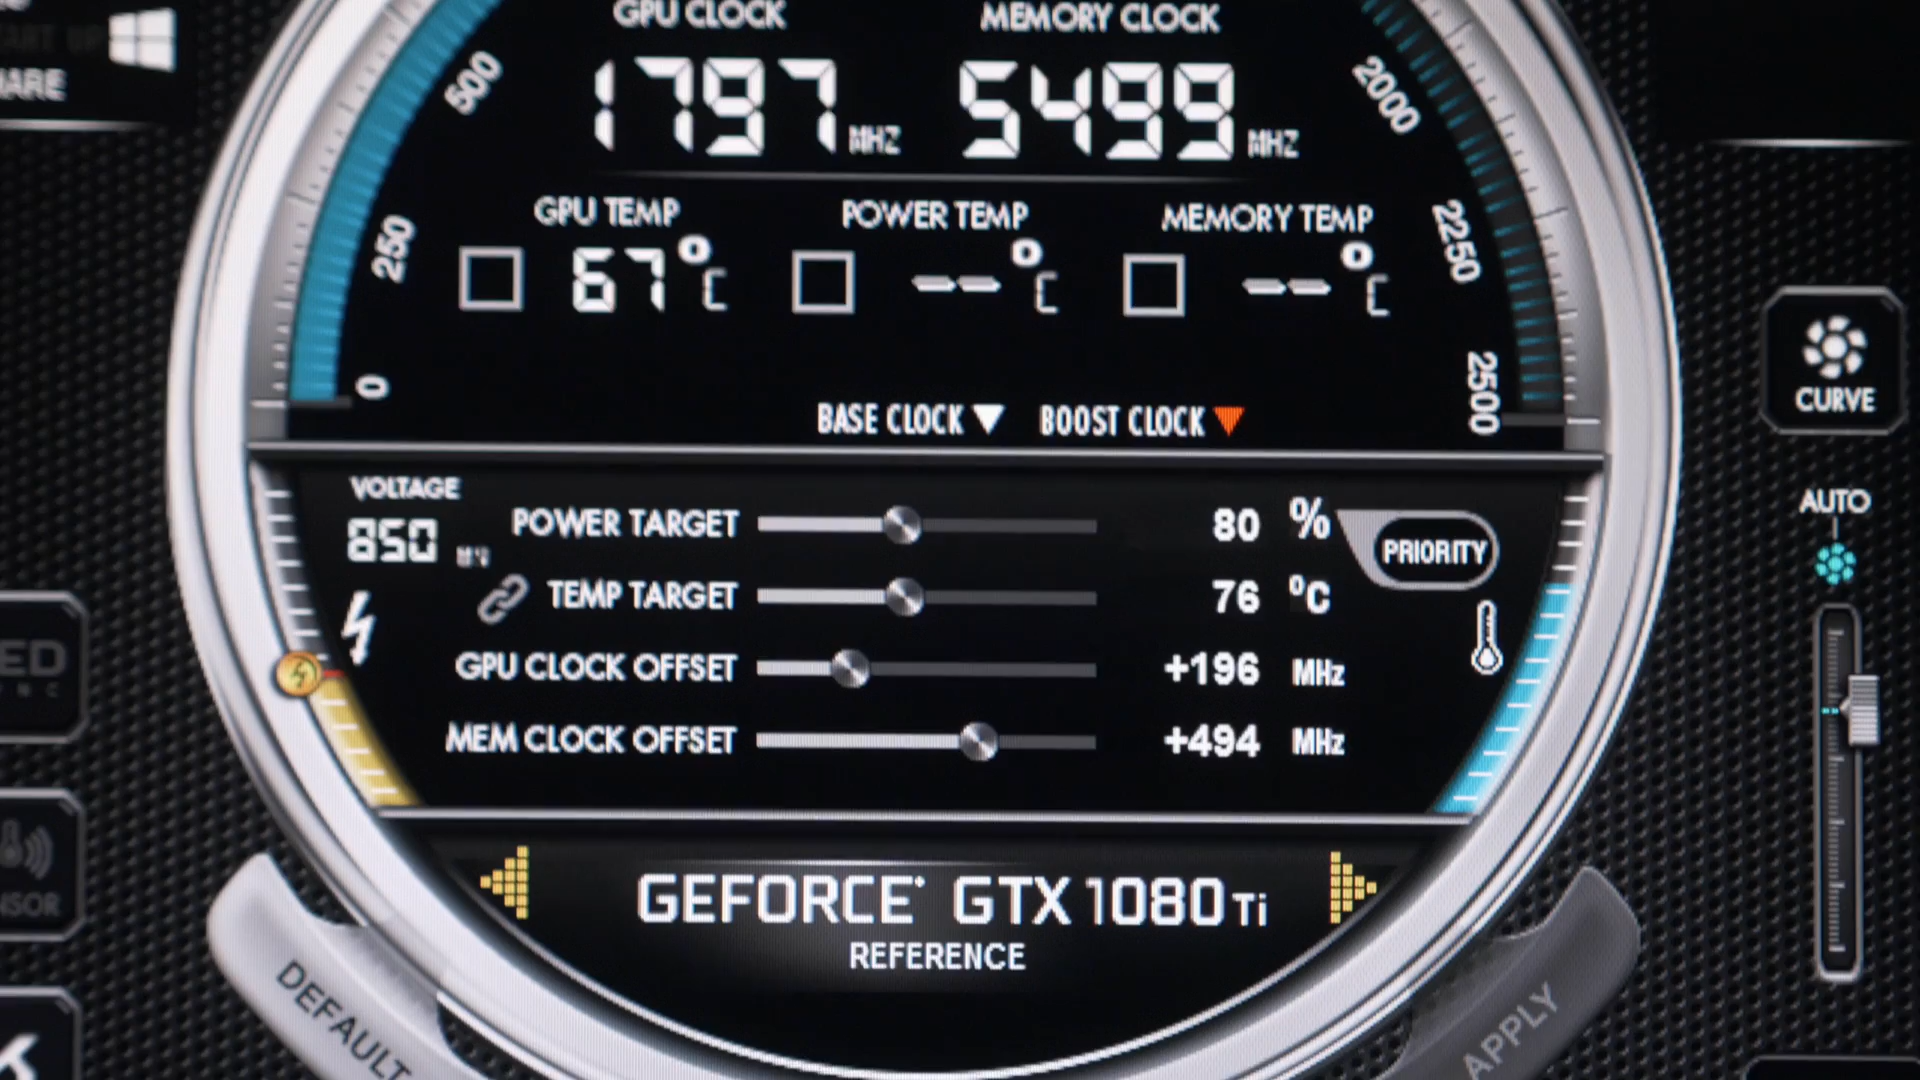 GPU CLOCK
MEMORY CLOCK
1797 MHZ
5499 MHZ
500
2000
GPU TEMP
POWER TEMP
MEMORY TEMP
67 °C
-- °C
-- °C
250
2250
0
2500
BASE CLOCK
BOOST CLOCK
CURVE
AUTO
VOLTAGE
850
POWER TARGET 80 %
PRIORITY
TEMP TARGET 76 °C
GPU CLOCK OFFSET +196 MHz
MEM CLOCK OFFSET +494 MHz
GEFORCE GTX 1080 Ti
REFERENCE
DEFAULT
APPLY